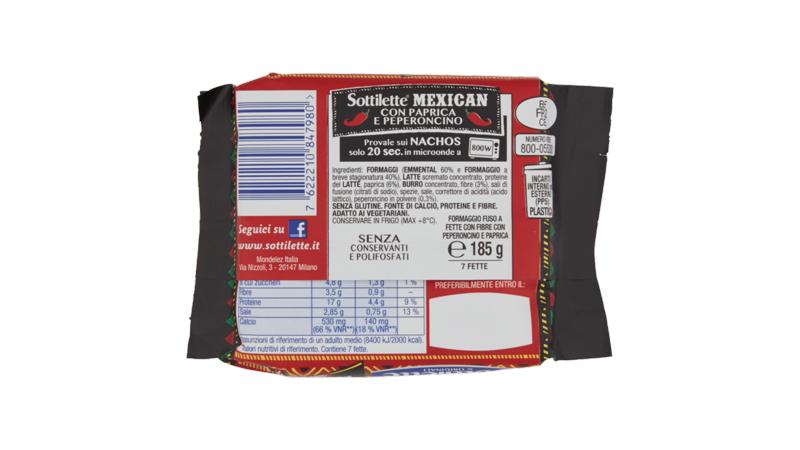 7 622210 847980 >
Seguici su f
www.sottilette.it
Mondelez Italia
Via Nizzoli, 3 - 20147 Milano
Sottilette® MEXICAN
CON PAPRICA
E PEPERONCINO
Provale sui NACHOS
solo 20 sec. in microonde a
800W
Ingredienti: FORMAGGI (EMMENTAL 60% e FORMAGGIO a
breve stagionatura 40%), LATTE scremato concentrato, proteine
del LATTE, paprica (6%), BURRO concentrato, fibre (3%), sali di
fusione (citrati di sodio), spezie, sale, correttore di acidità (acido
lattico), peperoncino in polvere (0,3%).
SENZA GLUTINE. FONTE DI CALCIO, PROTEINE E FIBRE.
ADATTO AI VEGETARIANI.
CONSERVARE IN FRIGO (MAX +8°C).
SENZA
CONSERVANTI
E POLIFOSFATI
FORMAGGIO FUSO A
FETTE CON FIBRE CON
PEPERONCINO E PAPRICA
e 185 g
7 FETTE
NUMERO
800-0555
INCART
INTERNO
ESTERN
(PP5)
PLASTIC
di cui zuccheri 4,8 g 1,3 g 1 %
Fibre 3,5 g 0,9 g –
Proteine 17 g 4,4 g 9 %
Sale 2,85 g 0,75 g 13 %
Calcio 530 mg 140 mg
(66 % VNR**) (18 % VNR**)
assunzioni di riferimento di un adulto medio (8400 kJ/2000 kcal).
valori nutritivi di riferimento. Contiene 7 fette.
PREFERIBILMENTE ENTRO IL: